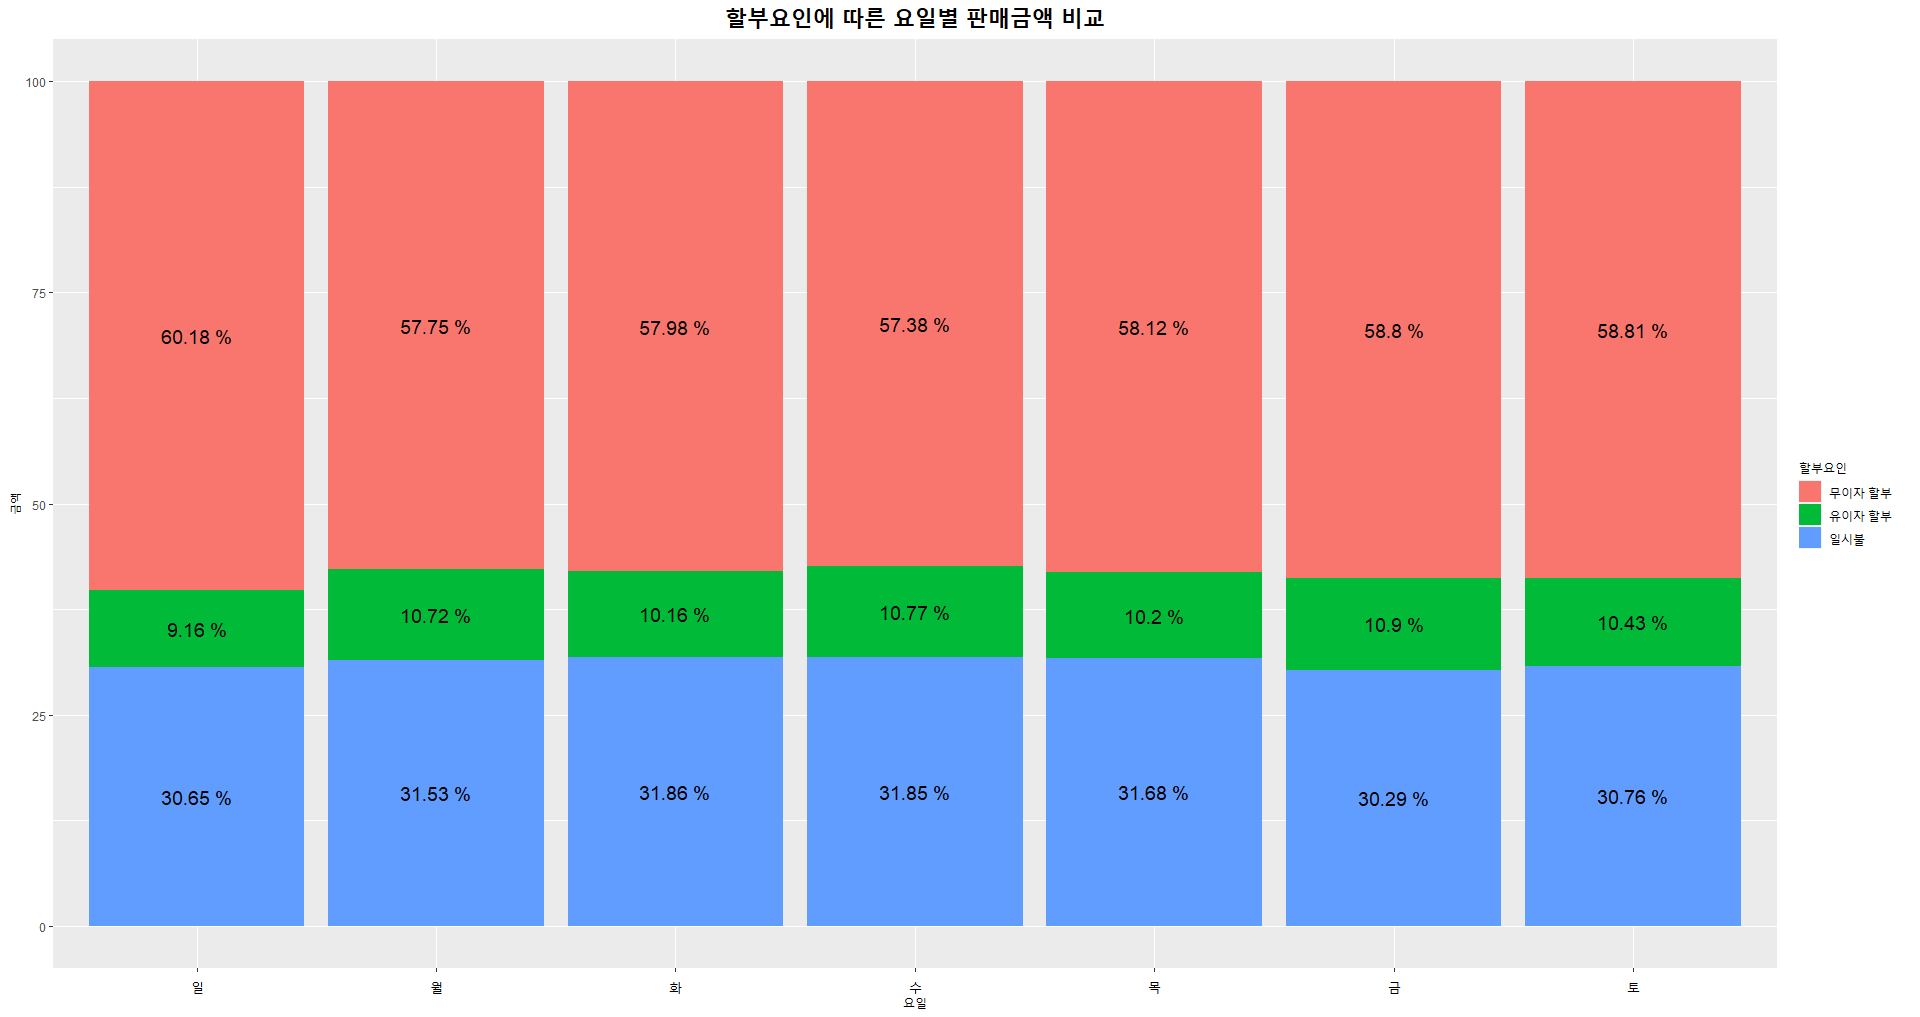 할부요인에 따른 요일별 판매금액 비교
100
75
50
25
0
금액
60.18 %
57.75 %
57.98 %
57.38 %
58.12 %
58.8 %
58.81 %
9.16 %
10.72 %
10.16 %
10.77 %
10.2 %
10.9 %
10.43 %
30.65 %
31.53 %
31.86 %
31.85 %
31.68 %
30.29 %
30.76 %
일
월
화
수
목
금
토
요일
할부요인
무이자 할부
유이자 할부
일시불